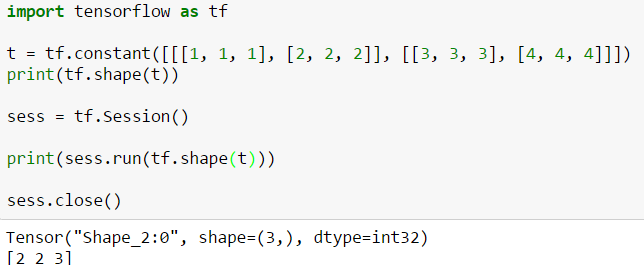 import tensorflow as tf
t = tf.constant([[[1, 1, 1], [2, 2, 2]], [[3, 3, 3], [4, 4, 4]]])
print(tf.shape(t))
sess = tf.Session()
print(sess.run(tf.shape(t)))
sess.close()
Tensor("Shape_2:0", shape=(3,), dtype=int32)
[2 2 3]